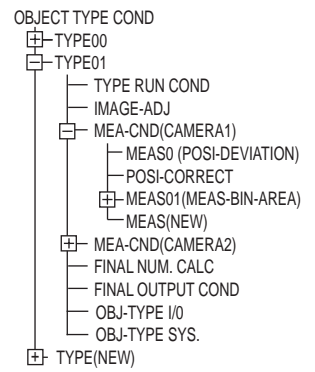 OBJECT TYPE COND
TYPE00
TYPE01
TYPE RUN COND
IMAGE-ADJ
MEA-CND(CAMERA1)
MEAS0 (POSI-DEVIATION)
POSI-CORRECT
MEAS01(MEAS-BIN-AREA)
MEAS(NEW)
MEA-CND(CAMERA2)
FINAL NUM. CALC
FINAL OUTPUT COND
OBJ-TYPE I/0
OBJ-TYPE SYS.
TYPE(NEW)